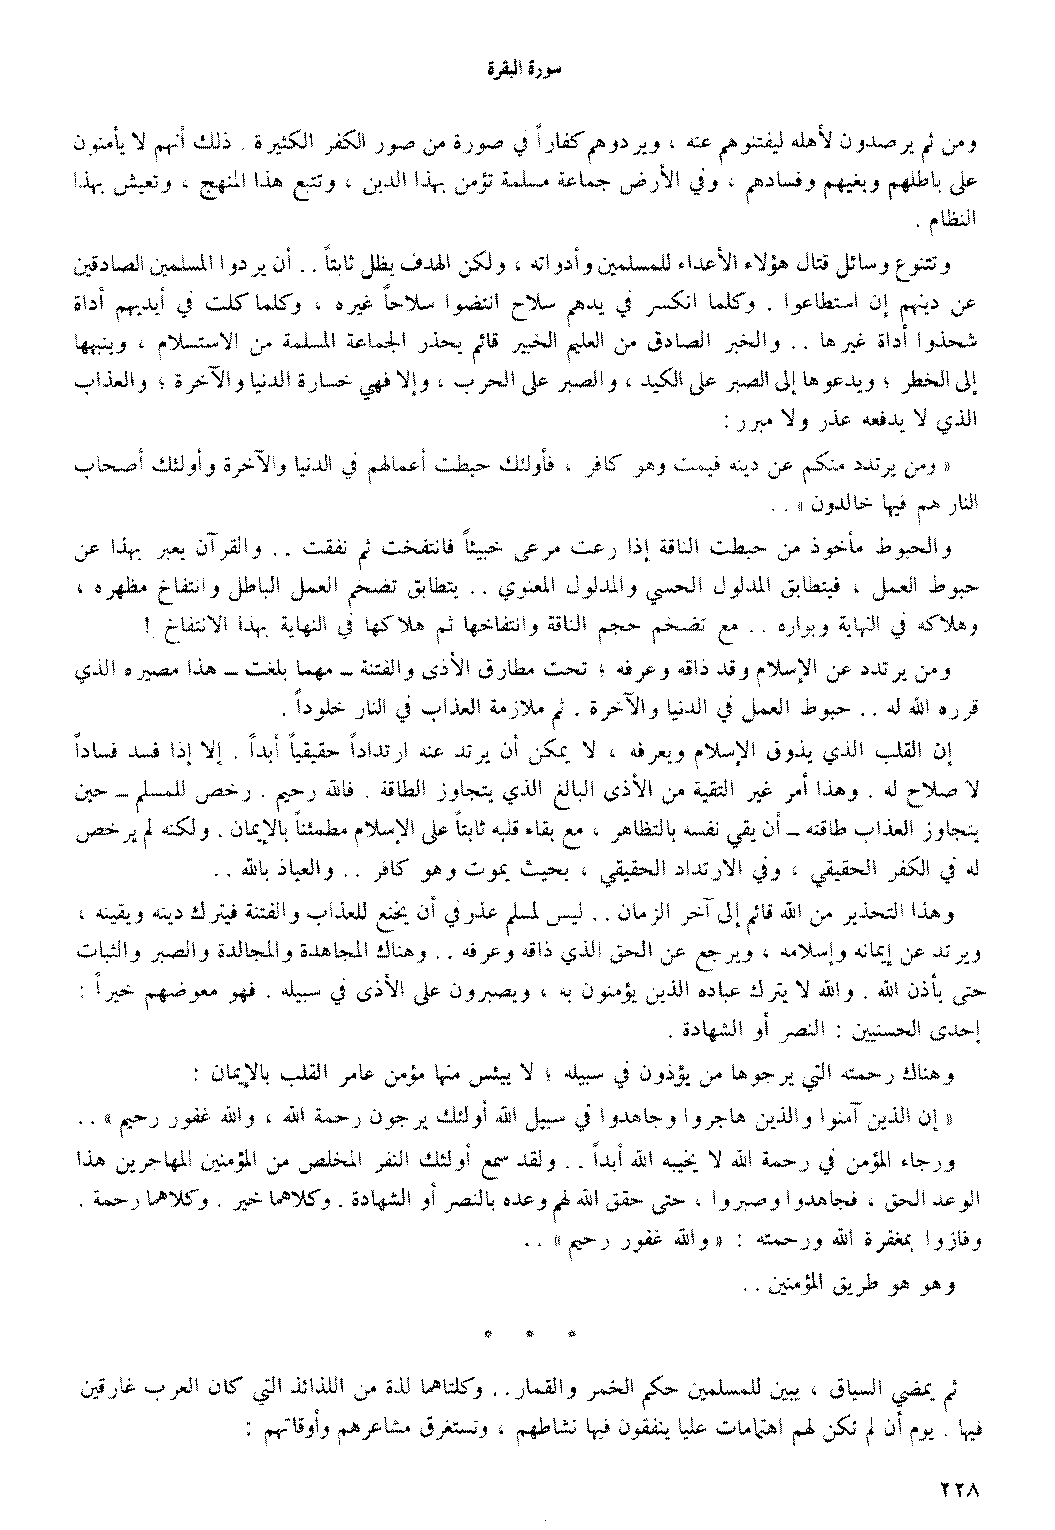 سورة البقرة
ومن ثم يرصدون لأهله ليفتنوهم عنه ، ويردوهم كفاراً في صورة من صور الكفر الكثيرة . ذلك أنهم لا يأمنون
على باطلهم وبغيهم وفسادهم ، وفي الأرض جماعة مسلمة تؤمن بهذا الدين ، وتتبع هذا المنهج ، وتعيش بهذا
النظام .
وتتنوع وسائل قتال هؤلاء الأعداء للمسلمين وأدواته ، ولكن الهدف يظل ثابتاً .. أن يردوا المسلمين الصادقين
عن دينهم إن استطاعوا . وكلما انكسر في يدهم سلاح انتضوا سلاحاً غيره ، وكلما كلت في أيديهم أداة
شحذوا أداة غيرها .. والخبر الصادق من العليم الخبير قائم يحذر الجماعة المسلمة من الاستسلام ، وينبهها
إلى الخطر ؛ ويدعوها إلى الصبر على الكيد ، والصبر على الحرب ، وإلا فهي خسارة الدنيا والآخرة ؛ والعذاب
الذي لا يدفعه عذر ولا مبرر :
« ومن يرتدد منكم عن دينه فيمت وهو كافر ، فأولئك حبطت أعمالهم في الدنيا والآخرة وأولئك أصحاب
النار هم فيها خالدون » ..
والحبوط مأخوذ من حبطت الناقة إذا رعت مرعى خبيثاً فانتفخت ثم نفقت .. والقرآن يعبر بهذا عن
حبوط العمل ، فيتطابق المدلول الحسي والمدلول المعنوي .. يتطابق تضخم العمل الباطل وانتفاخ مظهره ،
وهلاكه في النهاية وبواره .. مع تضخم حجم الناقة وانتفاخها ثم هلاكها في النهاية بهذا الانتفاخ !
ومن يرتدد عن الإسلام وقد ذاقه وعرفه ؛ تحت مطارق الأذى والفتنة – مهما بلغت – هذا مصيره الذي
قرره الله له .. حبوط العمل في الدنيا والآخرة . ثم ملازمة العذاب في النار خلوداً .
إن القلب الذي يذوق الإسلام ويعرفه ، لا يمكن أن يرتد عنه ارتداداً حقيقياً أبداً . إلا إذا فسد فساداً
لا صلاح له . وهذا أمر غير التقية من الأذى البالغ الذي يتجاوز الطاقة . فالله رحيم . رخص للمسلم – حين
يتجاوز العذاب طاقته – أن يقي نفسه بالتظاهر ، مع بقاء قلبه ثابتاً على الإسلام مطمئناً بالإيمان . ولكنه لم يرخص
له في الكفر الحقيقي ، وفي الارتداد الحقيقي ، بحيث يموت وهو كافر .. والعياذ بالله ..
وهذا التحذير من الله قائم إلى آخر الزمان .. ليس لمسلم عذر في أن يخنع للعذاب والفتنة فيترك دينه ويقينه ،
ويرتد عن إيمانه وإسلامه ، ويرجع عن الحق الذي ذاقه وعرفه .. وهناك المجاهدة والمجالدة والصبر والثبات
حتى يأذن الله . والله لا يترك عباده الذين يؤمنون به ، ويصبرون على الأذى في سبيله . فهو معوضهم خيراً :
إحدى الحسنيين : النصر أو الشهادة .
وهناك رحمته التي يرجوها من يؤذون في سبيله ؛ لا ييئس منها مؤمن عامر القلب بالإيمان :
« إن الذين آمنوا والذين هاجروا وجاهدوا في سبيل الله أولئك يرجون رحمة الله ، والله غفور رحيم » ..
ورجاء المؤمن في رحمة الله لا يخيبه الله أبداً .. ولقد سمع أولئك النفر المخلص من المؤمنين المهاجرين هذا
الوعد الحق ، فجاهدوا وصبروا ، حتى حقق الله لهم وعده بالنصر أو الشهادة . وكلاهما خير . وكلاهما رحمة .
وفازوا بمغفرة الله ورحمته : « والله غفور رحيم » ..
وهو هو طريق المؤمنين ..
* * *
ثم يمضي السياق ، يبين للمسلمين حكم الخمر والقمار .. وكلتاهما لذة من اللذائذ التي كان العرب غارقين
فيها . يوم أن لم تكن لهم اهتمامات عليا ينفقون فيها نشاطهم ، وتستغرق مشاعرهم وأوقاتهم :
٢٢٨